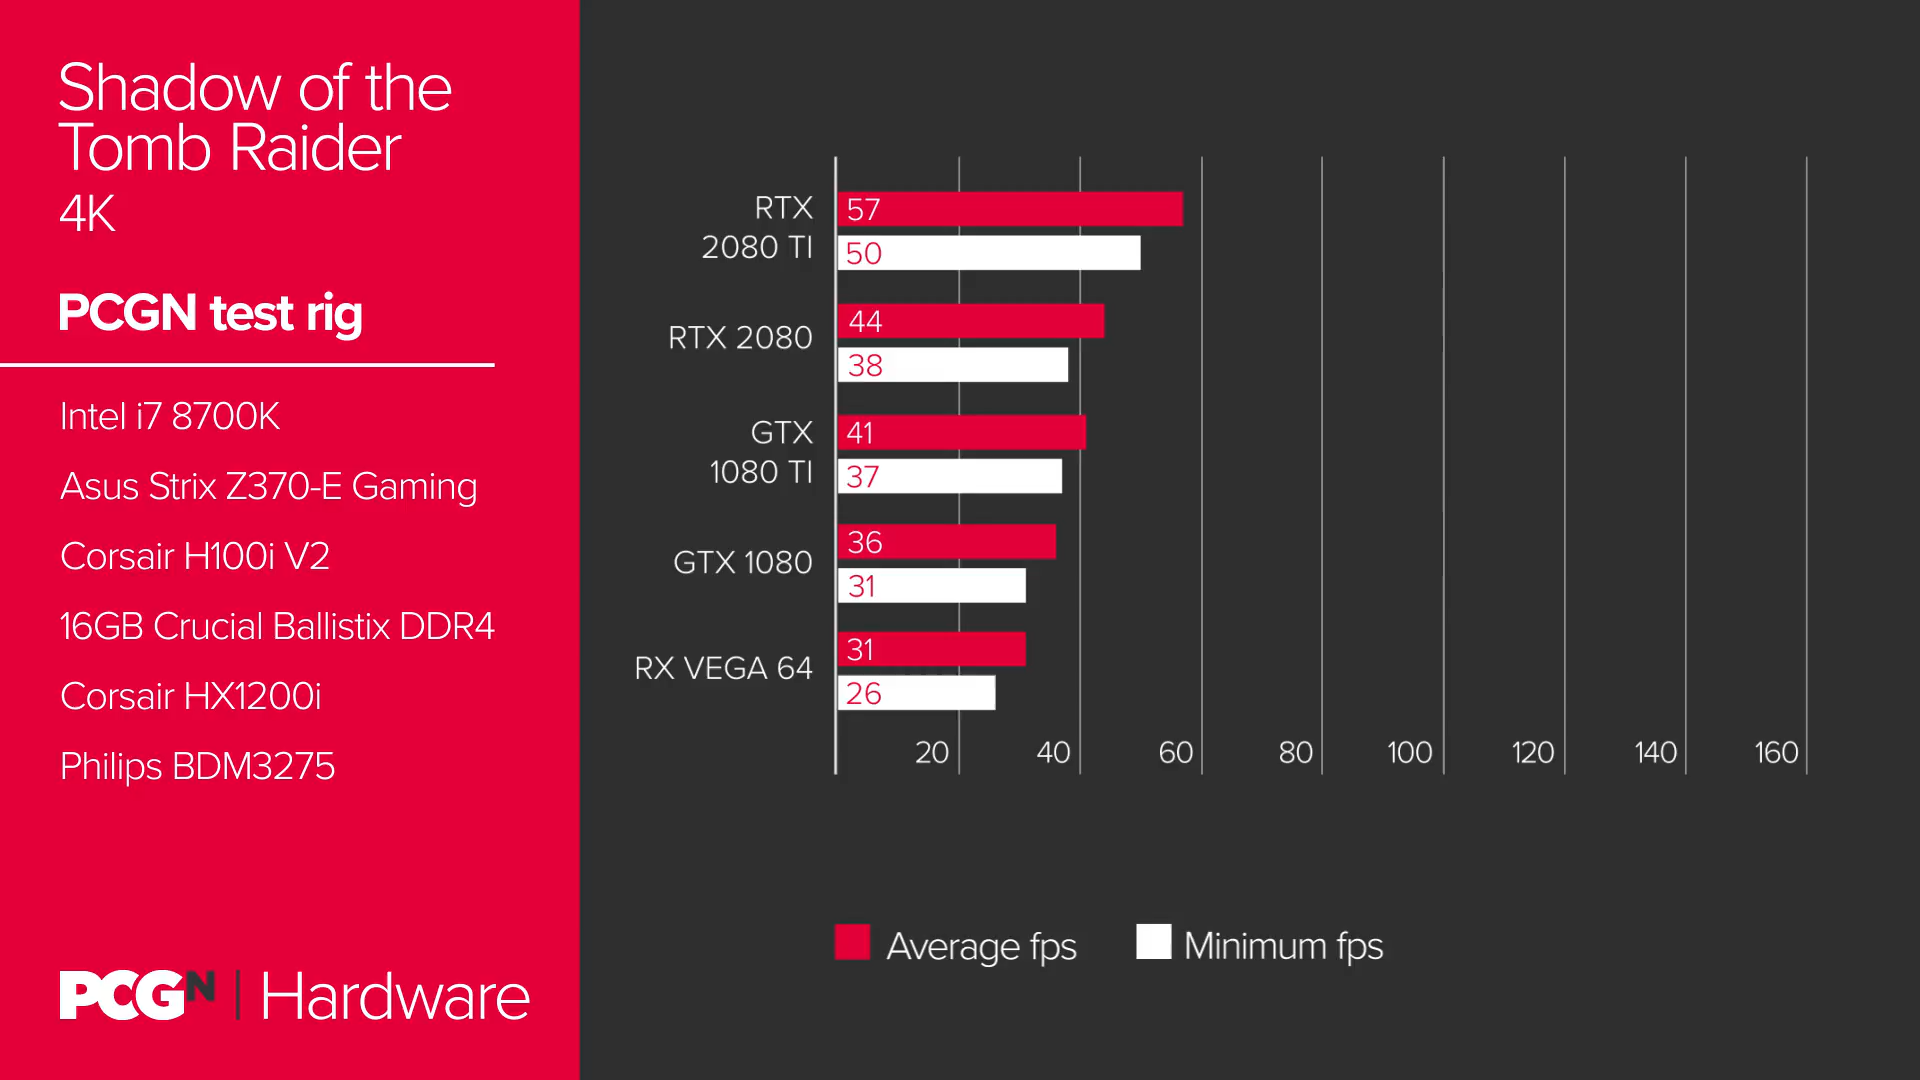 Shadow of the
Tomb Raider
4K
PCGN test rig
Intel i7 8700K
Asus Strix Z370-E Gaming
Corsair H100i V2
16GB Crucial Ballistix DDR4
Corsair HX1200i
Philips BDM3275
PCGN | Hardware
RTX
2080 TI
57
50
RTX 2080
44
38
GTX
1080 TI
41
37
GTX 1080
36
31
RX VEGA 64
31
26
20 40 60 80 100 120 140 160
Average fps Minimum fps